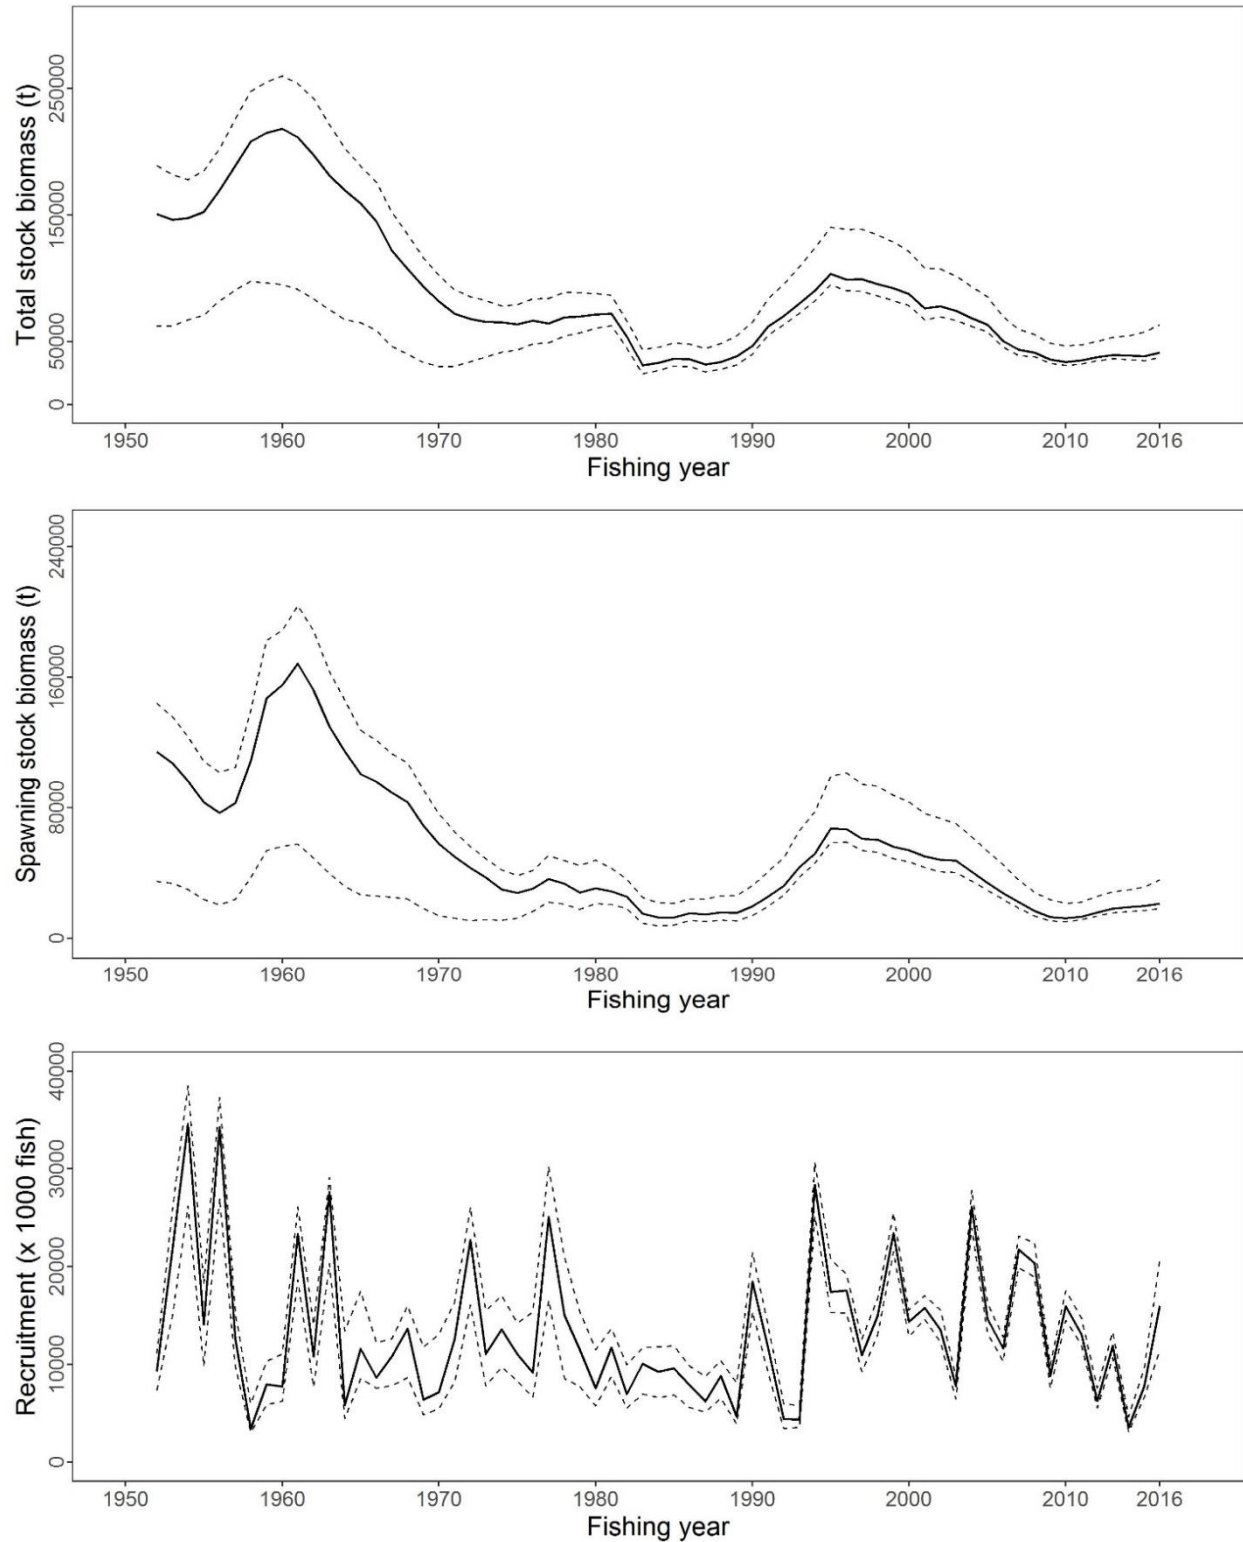 Total stock biomass (t)
250000
150000
50000
0
1950 1960 1970 1980 1990 2000 2010 2016
Fishing year
Spawning stock biomass (t)
240000
160000
80000
0
1950 1960 1970 1980 1990 2000 2010 2016
Fishing year
Recruitment (x 1000 fish)
40000
30000
20000
10000
0
1950 1960 1970 1980 1990 2000 2010 2016
Fishing year